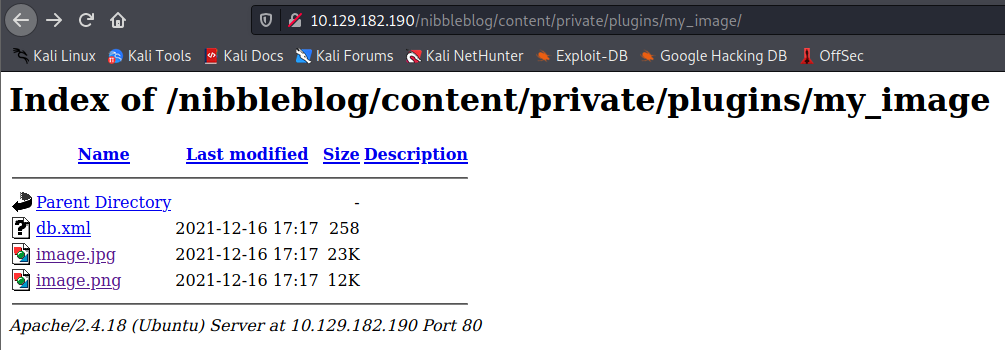 10.129.182.190/nibbleblog/content/private/plugins/my_image/
Kali Linux Kali Tools Kali Docs Kali Forums Kali NetHunter Exploit-DB Google Hacking DB OffSec
Index of /nibbleblog/content/private/plugins/my_image
Name Last modified Size Description
Parent Directory -
db.xml 2021-12-16 17:17 258
image.jpg 2021-12-16 17:17 23K
image.png 2021-12-16 17:17 12K
Apache/2.4.18 (Ubuntu) Server at 10.129.182.190 Port 80